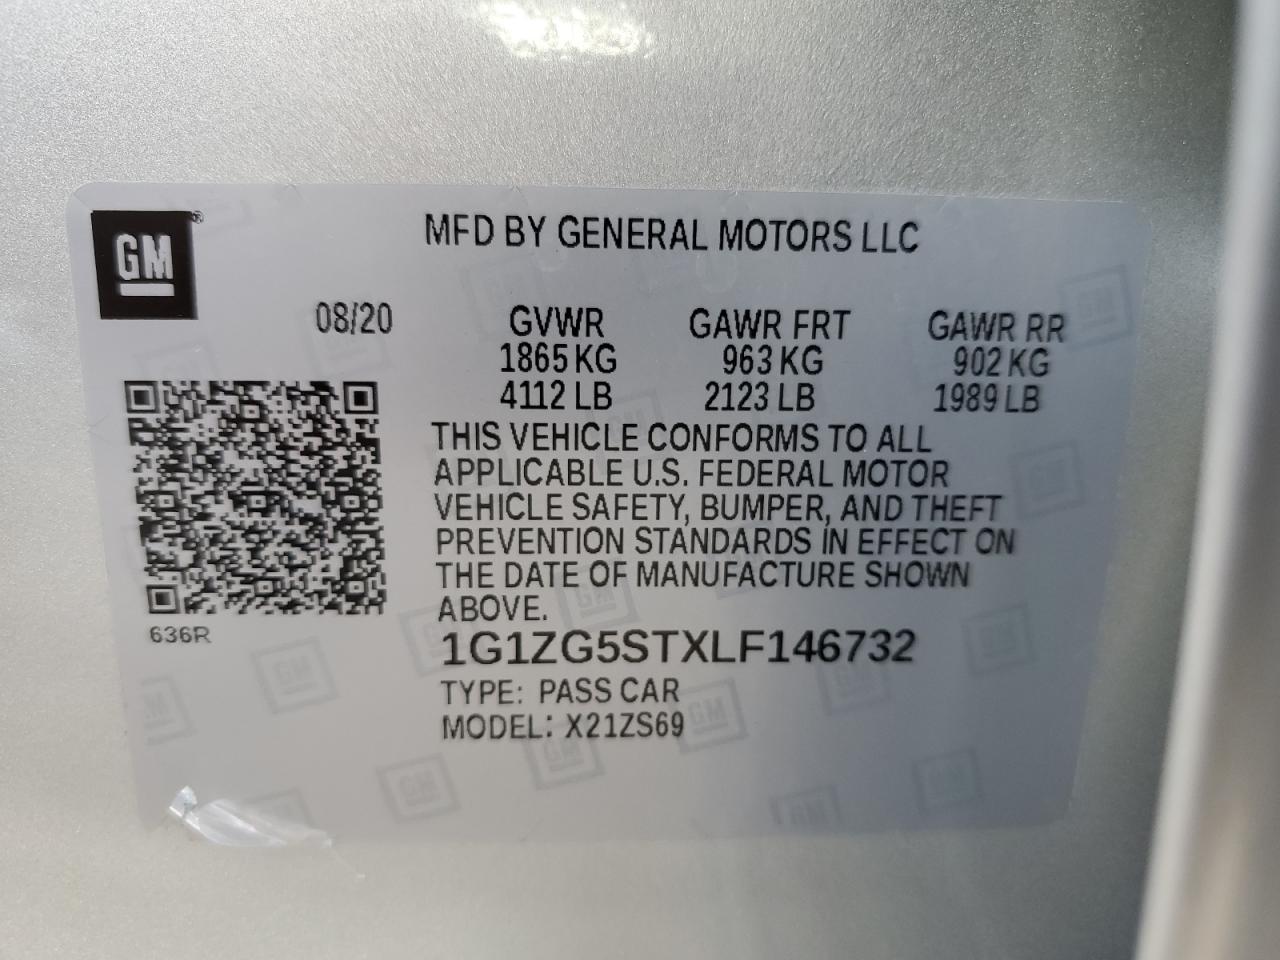 GM®
MFD BY GENERAL MOTORS LLC
08/20
GVWR GAWR FRT GAWR RR
1865 KG 963 KG 902 KG
4112 LB 2123 LB 1989 LB
THIS VEHICLE CONFORMS TO ALL
APPLICABLE U.S. FEDERAL MOTOR
VEHICLE SAFETY, BUMPER, AND THEFT
PREVENTION STANDARDS IN EFFECT ON
THE DATE OF MANUFACTURE SHOWN
ABOVE.
636R
1G1ZG5STXLF146732
TYPE: PASS CAR
MODEL: X21ZS69